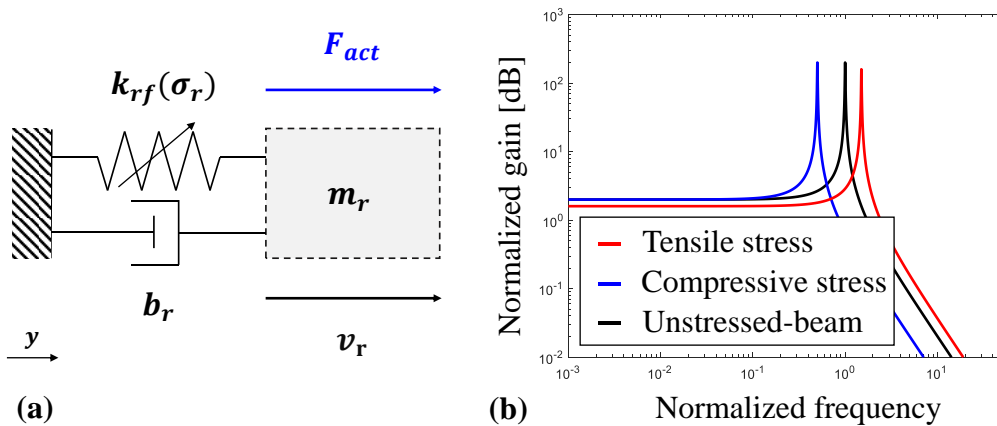 (a)
F_act
k_rf(σ_r)
m_r
b_r
v_r
y
(b)
Normalized gain [dB]
10^3
10^2
10^1
10^0
10^-1
10^-2
Tensile stress
Compressive stress
Unstressed-beam
10^-3
10^-2
10^-1
10^0
10^1
Normalized frequency